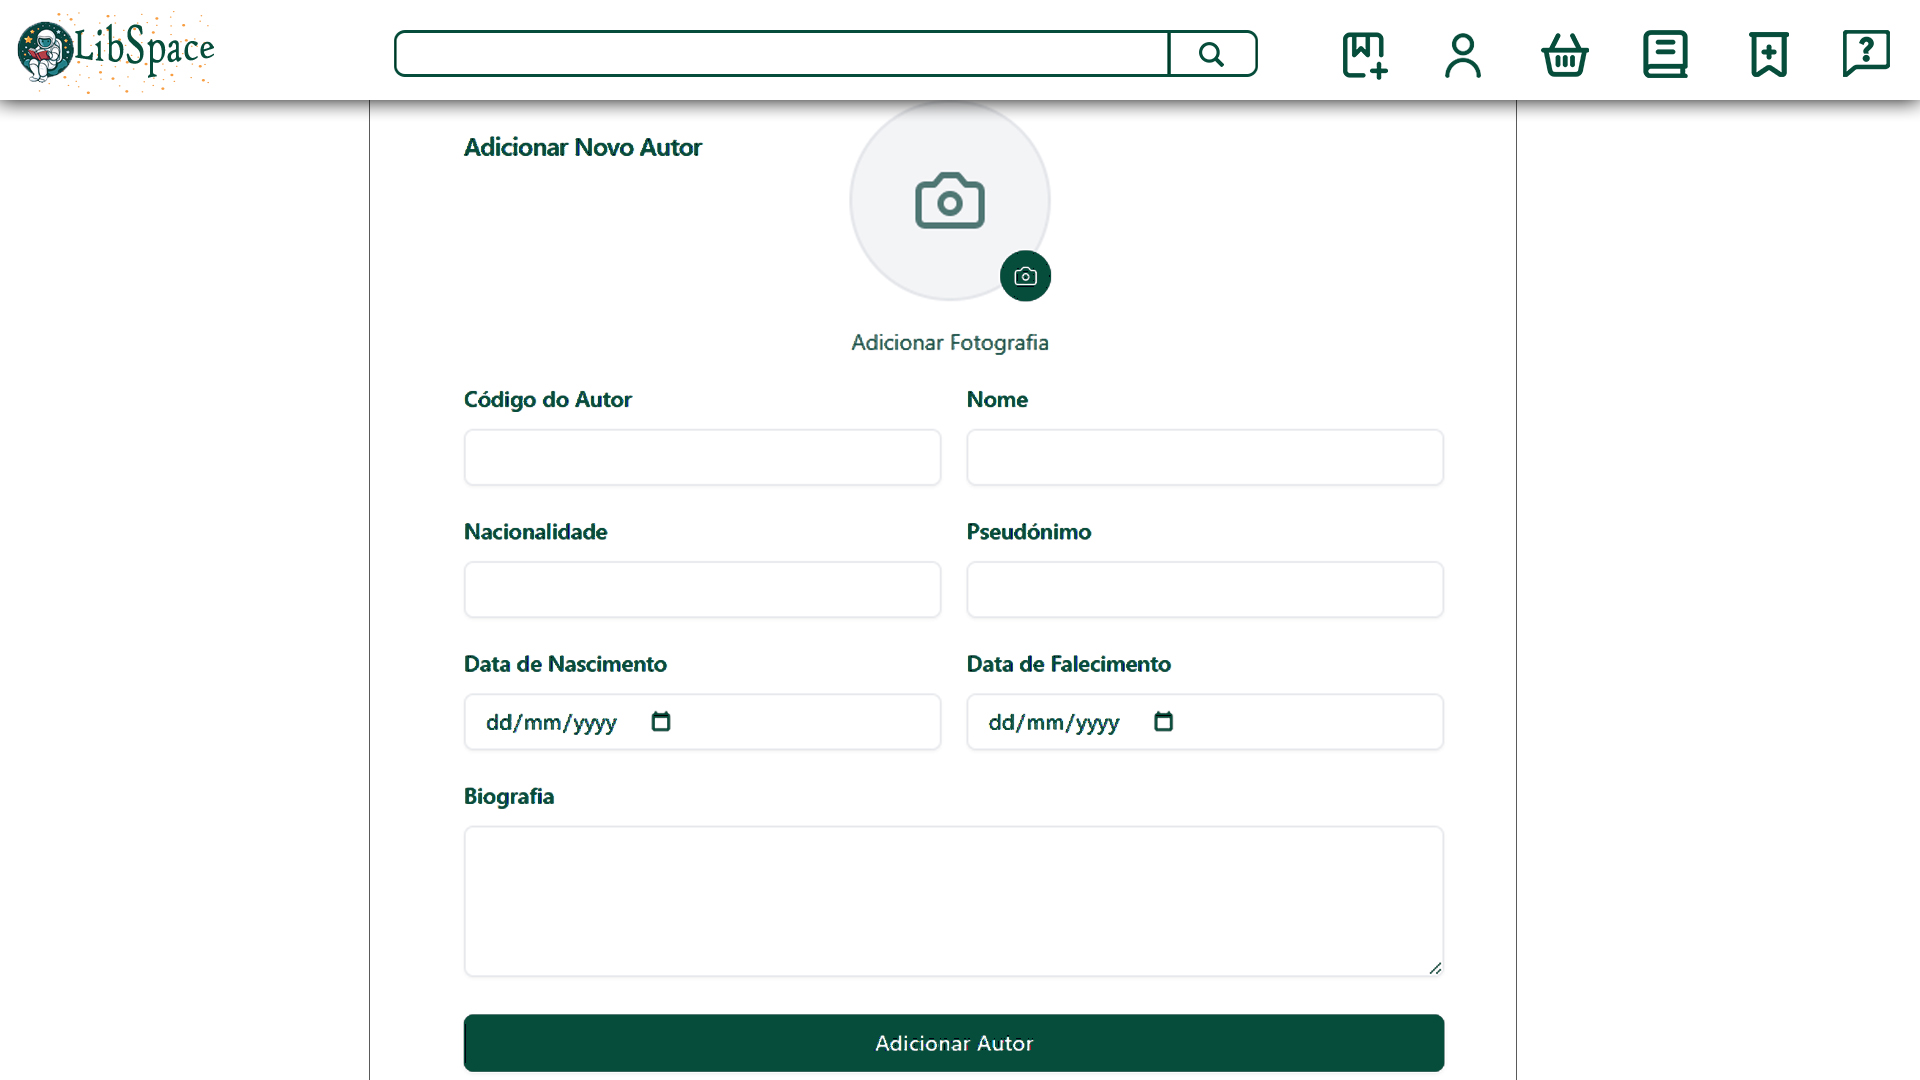 LibSpace
Adicionar Novo Autor
Adicionar Fotografia
Código do Autor
Nome
Nacionalidade
Pseudónimo
Data de Nascimento
Data de Falecimento
dd/mm/yyyy
dd/mm/yyyy
Biografia
Adicionar Autor